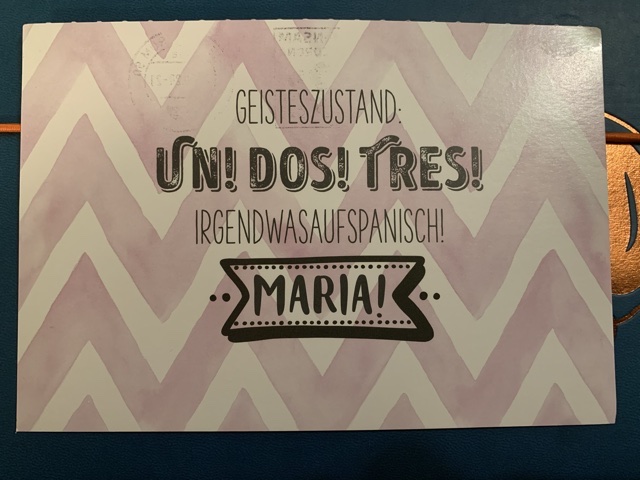 GEISTESZUSTAND:
UN! DOS! TRES!
IRGENDWASAUFSPANISCH!
MARIA!